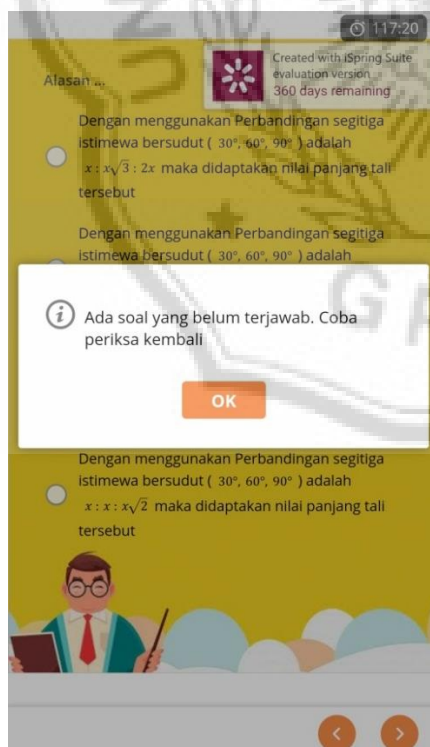 117:20
Created with iSpring Suite
evaluation version
360 days remaining
Alasan ...
Dengan menggunakan Perbandingan segitiga
istimewa bersudut ( 30°, 60°, 90° ) adalah
x : x√3 : 2x maka didapatkan nilai panjang tali
tersebut
Dengan menggunakan Perbandingan segitiga
istimewa bersudut ( 30°, 60°, 90° ) adalah
Ada soal yang belum terjawab. Coba
periksa kembali
OK
Dengan menggunakan Perbandingan segitiga
istimewa bersudut ( 30°, 60°, 90° ) adalah
x : x : x√2 maka didapatkan nilai panjang tali
tersebut